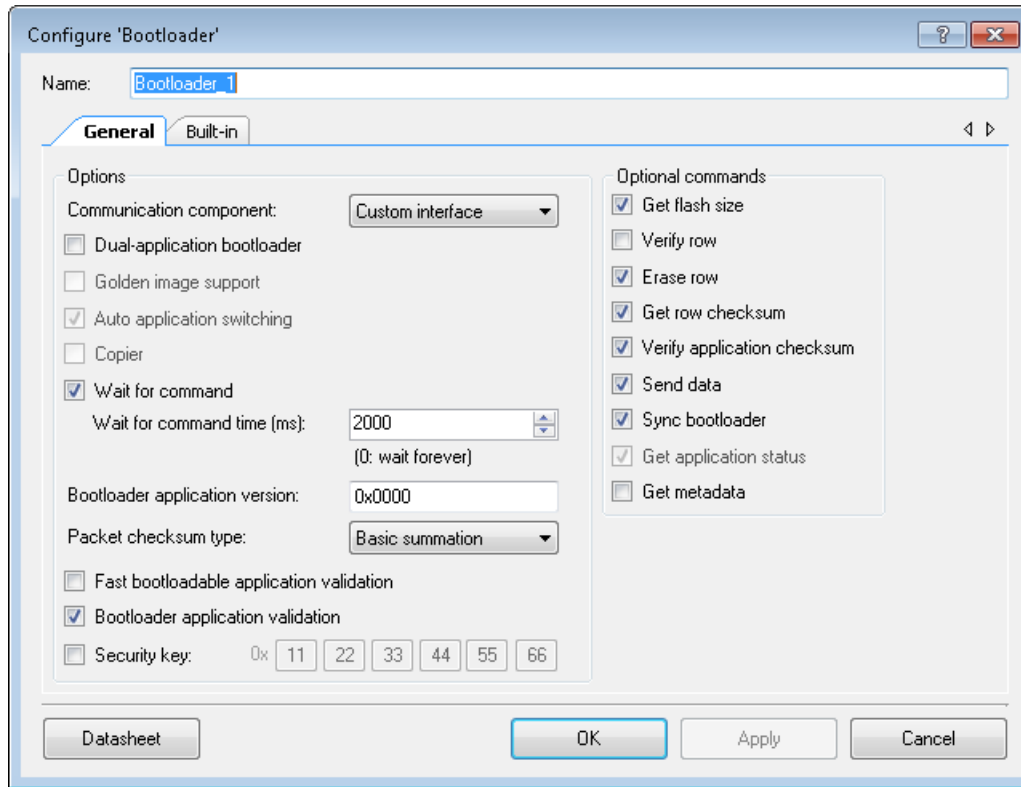 Configure 'Bootloader'
Name: Bootloader_1
General Built-in
Options
Communication component: Custom interface
Dual-application bootloader
Golden image support
Auto application switching
Copier
Wait for command
Wait for command time (ms): 2000
(0: wait forever)
Bootloader application version: 0x0000
Packet checksum type: Basic summation
Fast bootloadable application validation
Bootloader application validation
Security key: 0x 11 22 33 44 55 66
Optional commands
Get flash size
Verify row
Erase row
Get row checksum
Verify application checksum
Send data
Sync bootloader
Get application status
Get metadata
Datasheet OK Apply Cancel